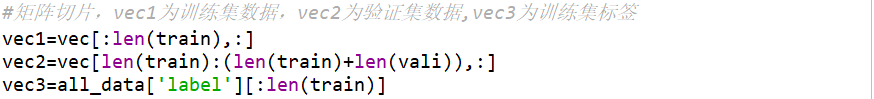 #矩阵切片，vec1为训练集数据，vec2为验证集数据,vec3为训练集标签
vec1=vec[:len(train),:]
vec2=vec[len(train):(len(train)+len(vali)),:]
vec3=all_data['label'][:len(train)]